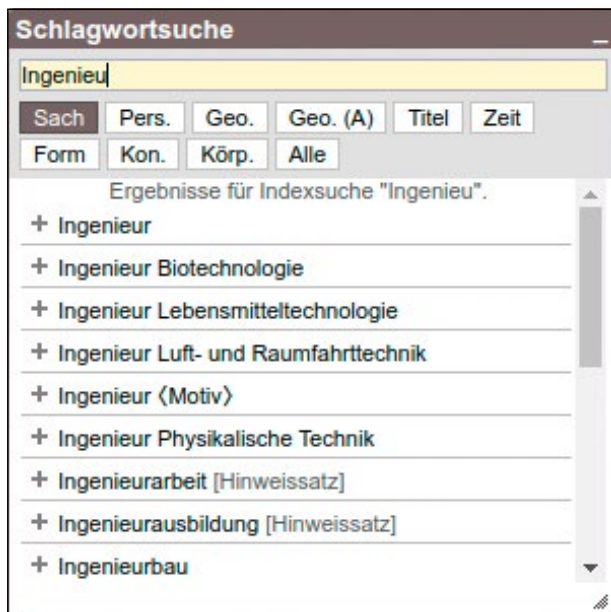 Schlagwortsuche _
Ingenieu
Sach Pers. Geo. Geo. (A) Titel Zeit
Form Kon. Körp. Alle
Ergebnisse für Indexsuche "Ingenieu".
+ Ingenieur
+ Ingenieur Biotechnologie
+ Ingenieur Lebensmitteltechnologie
+ Ingenieur Luft- und Raumfahrttechnik
+ Ingenieur 〈Motiv〉
+ Ingenieur Physikalische Technik
+ Ingenieurarbeit [Hinweissatz]
+ Ingenieurausbildung [Hinweissatz]
+ Ingenieurbau